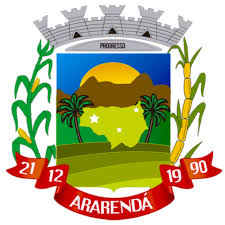 PROGRESSO
21 12 19 90
ARARENDÁ